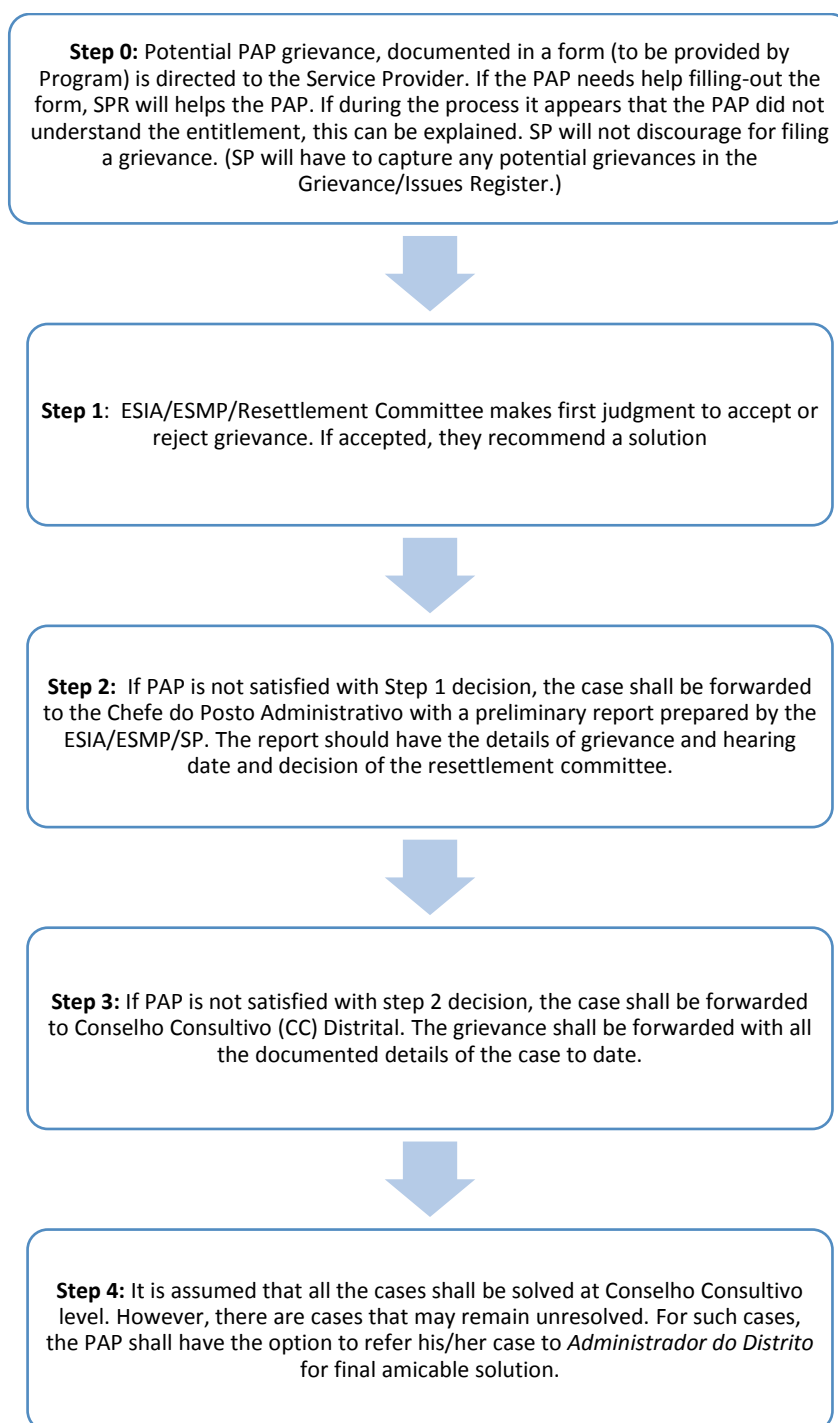 Step 0: Potential PAP grievance, documented in a form (to be provided by
Program) is directed to the Service Provider. If the PAP needs help filling-out the
form, SPR will helps the PAP. If during the process it appears that the PAP did not
understand the entitlement, this can be explained. SP will not discourage for filing
a grievance. (SP will have to capture any potential grievances in the
Grievance/Issues Register.)
Step 1:  ESIA/ESMP/Resettlement Committee makes first judgment to accept or
reject grievance. If accepted, they recommend a solution
Step 2:  If PAP is not satisfied with Step 1 decision, the case shall be forwarded
to the Chefe do Posto Administrativo with a preliminary report prepared by the
ESIA/ESMP/SP. The report should have the details of grievance and hearing
date and decision of the resettlement committee.
Step 3: If PAP is not satisfied with step 2 decision, the case shall be forwarded
to Conselho Consultivo (CC) Distrital. The grievance shall be forwarded with all
the documented details of the case to date.
Step 4: It is assumed that all the cases shall be solved at Conselho Consultivo
level. However, there are cases that may remain unresolved. For such cases,
the PAP shall have the option to refer his/her case to Administrador do Distrito
for final amicable solution.